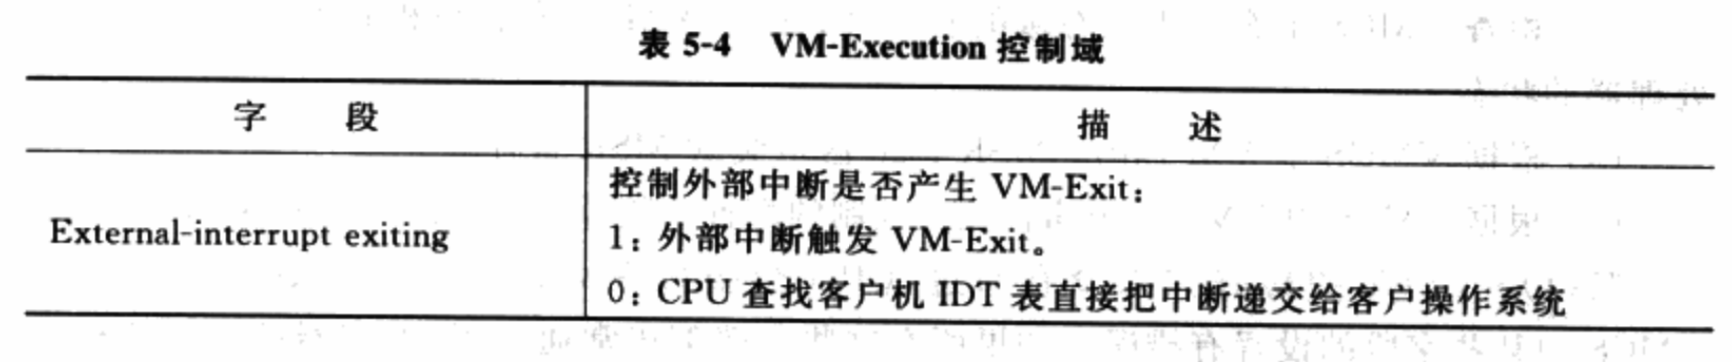 表 5-4 VM-Execution 控制域
字 段 描 述
External-interrupt exiting
控制外部中断是否产生 VM-Exit：
1：外部中断触发 VM-Exit。
0：CPU 查找客户机 IDT 表直接把中断递交给客户操作系统